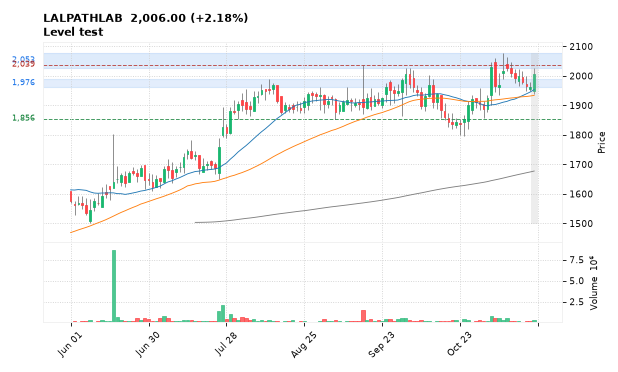 LALPATHLAB 2,006.00 (+2.18%)
Level test
2,053
2,035
1,976
1,856
2100
2000
1900
1800
1700
1600
1500
Price
7.5
5.0
2.5
Volume 10⁶
Jun 01
Jun 30
Jul 28
Aug 25
Sep 23
Oct 23